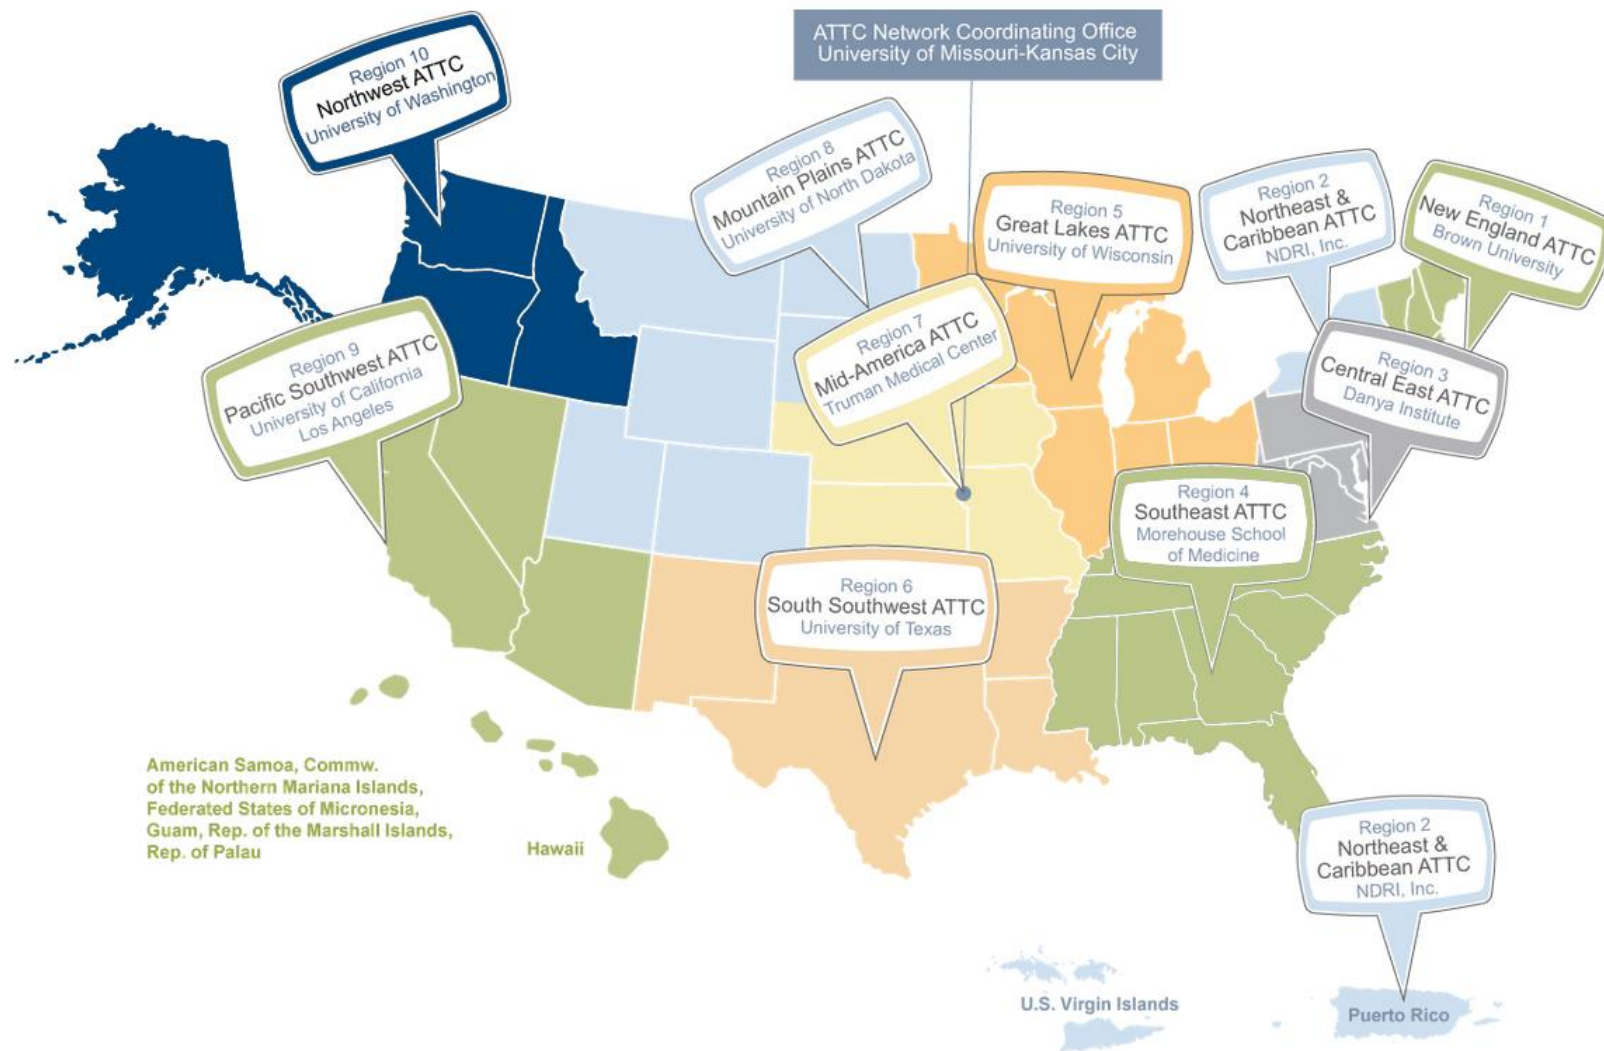 ATTC Network Coordinating Office
University of Missouri-Kansas City
Region 10
Northwest ATTC
University of Washington
Region 8
Mountain Plains ATTC
University of North Dakota
Region 5
Great Lakes ATTC
University of Wisconsin
Region 2
Northeast &
Caribbean ATTC
NDRI, Inc.
Region 1
New England ATTC
Brown University
Region 9
Pacific Southwest ATTC
University of California
Los Angeles
Region 7
Mid-America ATTC
Truman Medical Center
Region 3
Central East ATTC
Danya Institute
Region 4
Southeast ATTC
Morehouse School
of Medicine
Region 6
South Southwest ATTC
University of Texas
American Samoa, Commw.
of the Northern Mariana Islands,
Federated States of Micronesia,
Guam, Rep. of the Marshall Islands,
Rep. of Palau
Hawaii
Region 2
Northeast &
Caribbean ATTC
NDRI, Inc.
U.S. Virgin Islands
Puerto Rico